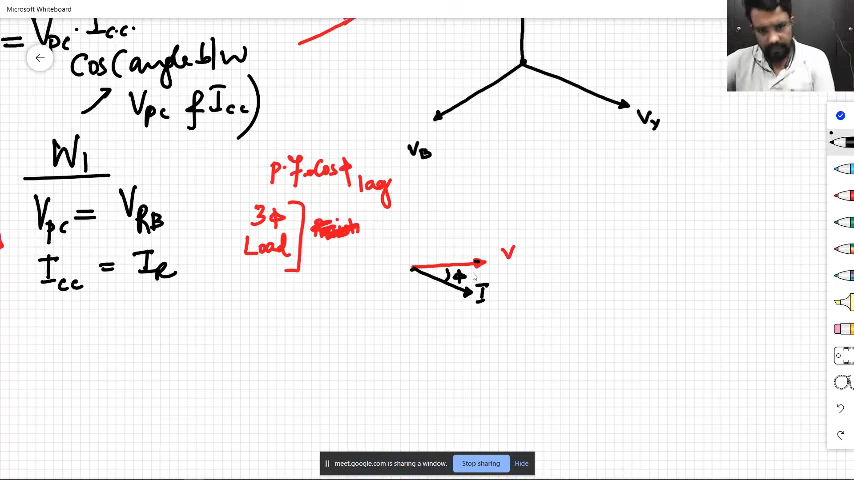 Microsoft Whiteboard
= Vpc . Icc.
Cos( angle b/w
Vpc & Icc)
W1
Vpc = VRB
Icc = IR
VB
VY
p.f. = cos ϕ lag
3ϕ
Load
V
ϕ
I
meet.google.com is sharing a window.
Stop sharing
Hide